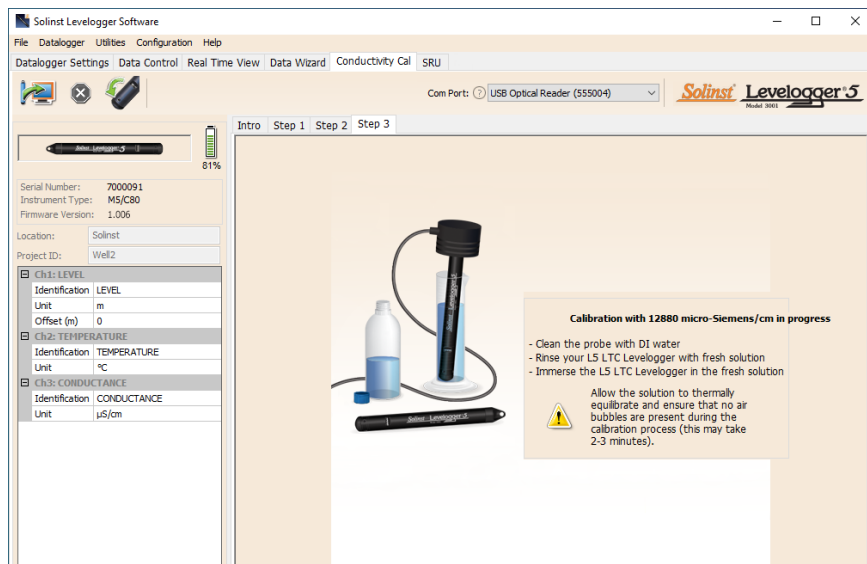 Solinst Levelogger Software
File Datalogger Utilities Configuration Help
Datalogger Settings Data Control Real Time View Data Wizard Conductivity Cal SRU
Com Port: ? USB Optical Reader (555004)
Solinst Levelogger 5
Model 3001
Intro Step 1 Step 2 Step 3
Solinst Levelogger 5
81%
Serial Number: 7000091
Instrument Type: M5/C80
Firmware Version: 1.006
Location: Solinst
Project ID: Well2
Ch1: LEVEL
Identification LEVEL
Unit m
Offset (m) 0
Ch2: TEMPERATURE
Identification TEMPERATURE
Unit °C
Ch3: CONDUCTANCE
Identification CONDUCTANCE
Unit µS/cm
Calibration with 12880 micro-Siemens/cm in progress
- Clean the probe with DI water
- Rinse your L5 LTC Levelogger with fresh solution
- Immerse the L5 LTC Levelogger in the fresh solution
Allow the solution to thermally
equilibrate and ensure that no air
bubbles are present during the
calibration process (this may take
2-3 minutes).
Solinst Levelogger 5